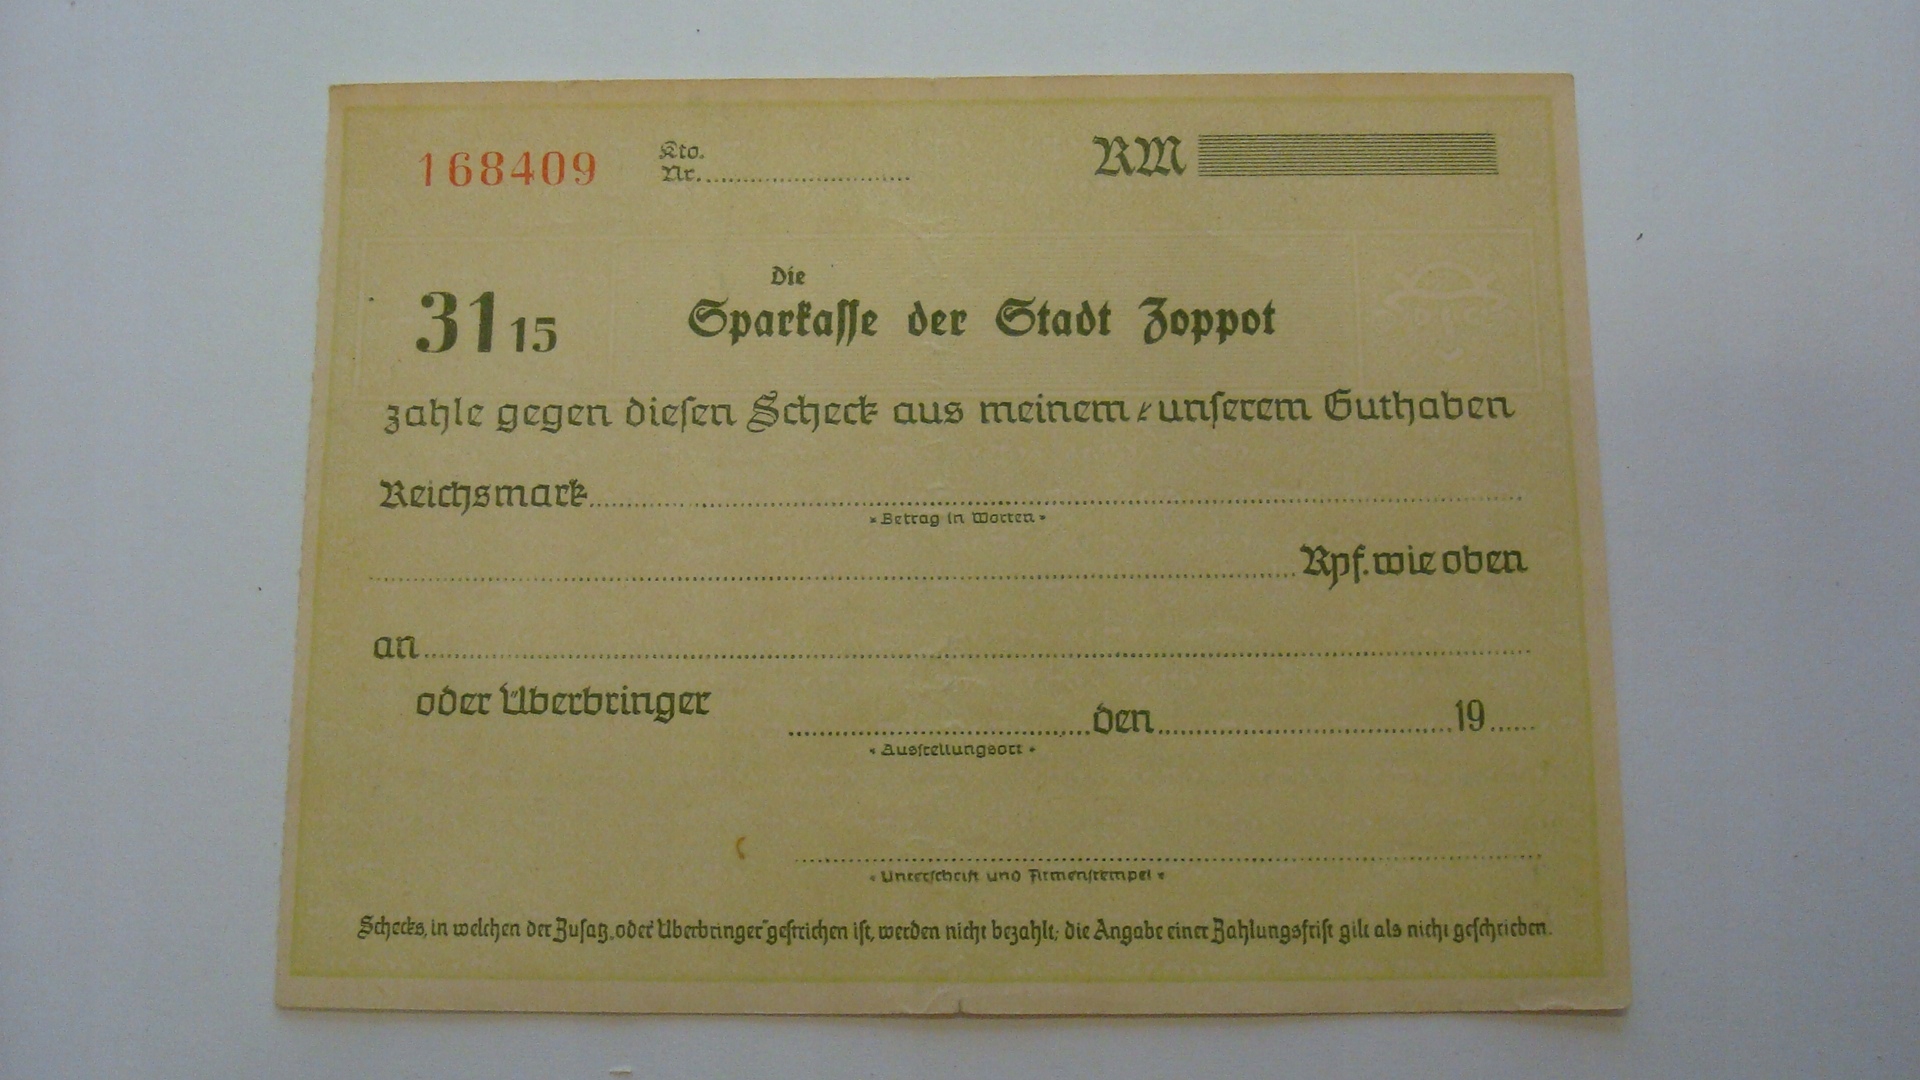 168409 Kto. Nr. RM
31 15
Die
Sparkasse der Stadt Zoppot
zahle gegen diesen Scheck aus meinem / unserem Guthaben
Reichsmark
Betrag in Worten
Rpf. wie oben
an
oder Überbringer
den 19
Ausstellungsort
Unterschrift und Firmenstempel
Schecks, in welchen der Zusatz „oder Überbringer" gestrichen ist, werden nicht bezahlt; die Angabe einer Zahlungsfrist gilt als nicht geschrieben.